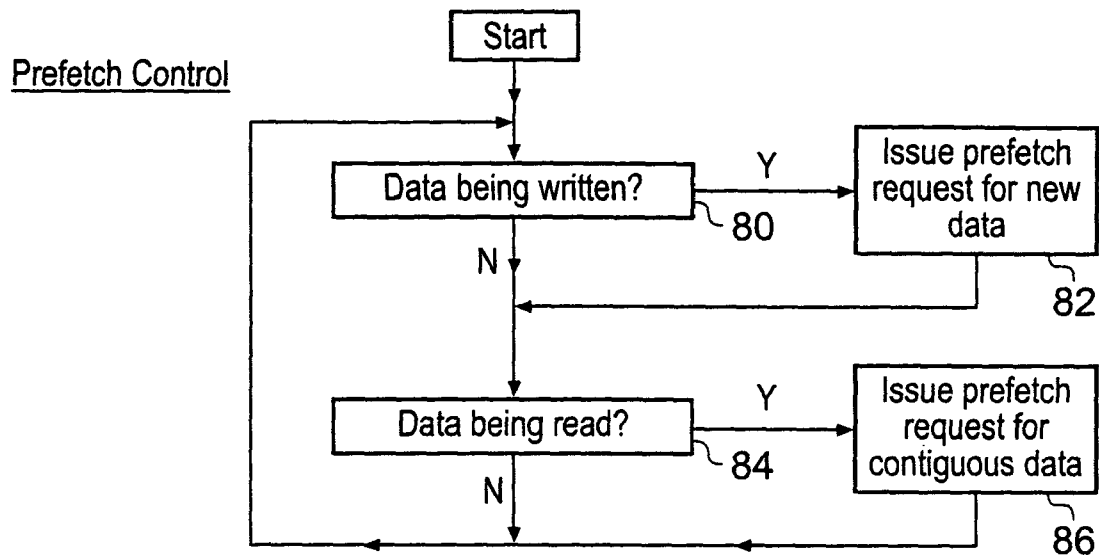 Start
Prefetch Control
Data being written?
Y
80
Issue prefetch
request for new
data
82
N
Data being read?
Y
84
Issue prefetch
request for
contiguous data
86
N